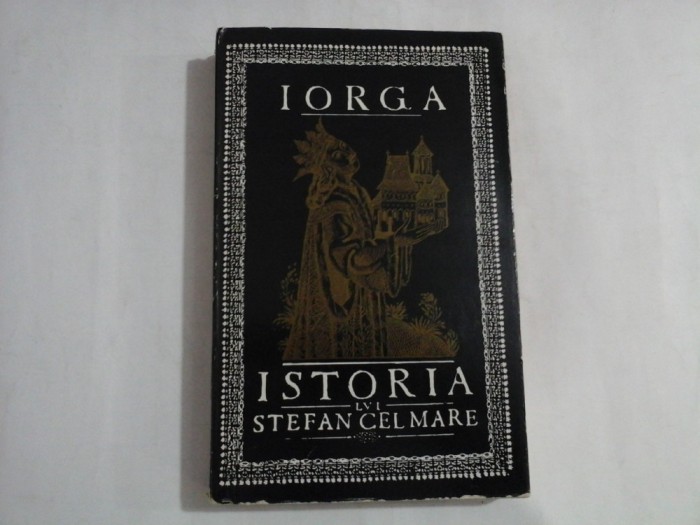 IORGA
ISTORIA
LVI
STEFAN CEL MARE